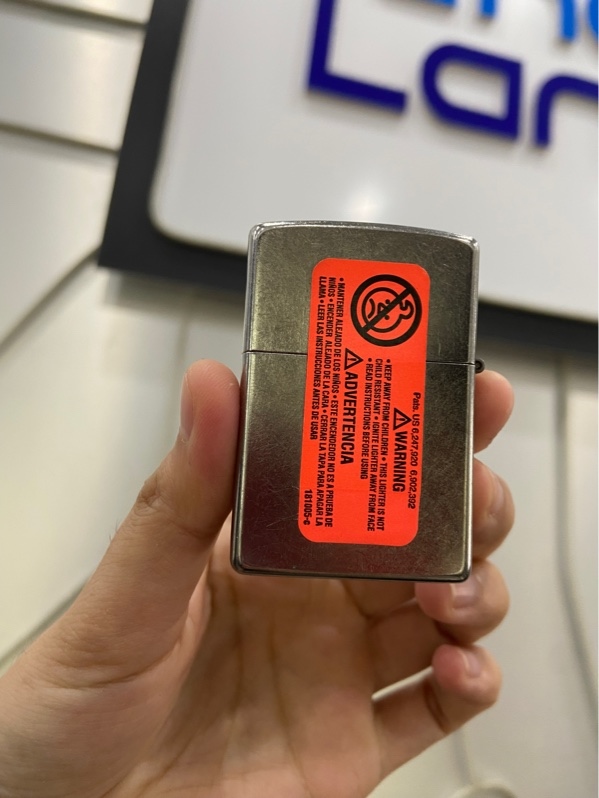 Lar
Pats. US 6,247,920 6,902,392
⚠WARNING
• KEEP AWAY FROM CHILDREN • THIS LIGHTER IS NOT
CHILD RESISTANT • IGNITE LIGHTER AWAY FROM FACE
• READ INSTRUCTIONS BEFORE USING
⚠ADVERTENCIA
• MANTENER ALEJADO DE LOS NIÑOS • ESTE ENCENDEDOR NO ES A PRUEBA DE
NIÑOS • ENCENDER ALEJADO DE LA CARA • CERRAR LA TAPA PARA APAGAR LA
LLAMA • LEER LAS INSTRUCCIONES ANTES DE USAR 181005-G